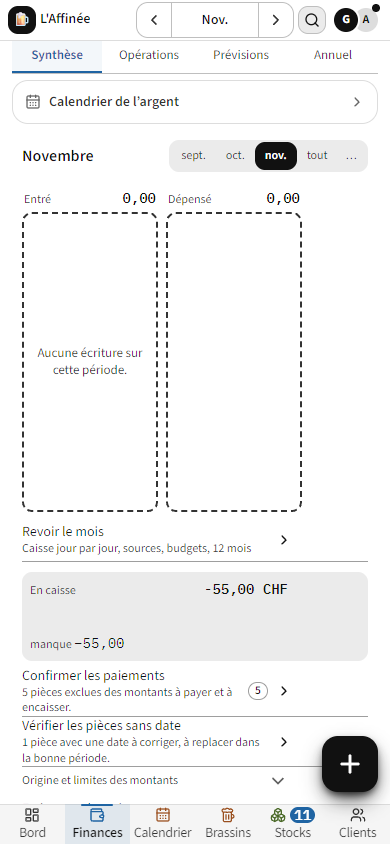 L'Affinée
Nov.
G
A
Synthèse
Opérations
Prévisions
Annuel
Calendrier de l’argent
Novembre
sept.
oct.
nov.
tout
...
Entré
0,00
Dépensé
0,00
Aucune écriture sur
cette période.
Revoir le mois
Caisse jour par jour, sources, budgets, 12 mois
En caisse
-55,00 CHF
manque −55,00
Confirmer les paiements
5 pièces exclues des montants à payer et à
encaisser.
5
Vérifier les pièces sans date
1 pièce avec une date à corriger, à replacer dans
la bonne période.
Origine et limites des montants
Bord
Finances
Calendrier
Brassins
11
Stocks
Clients